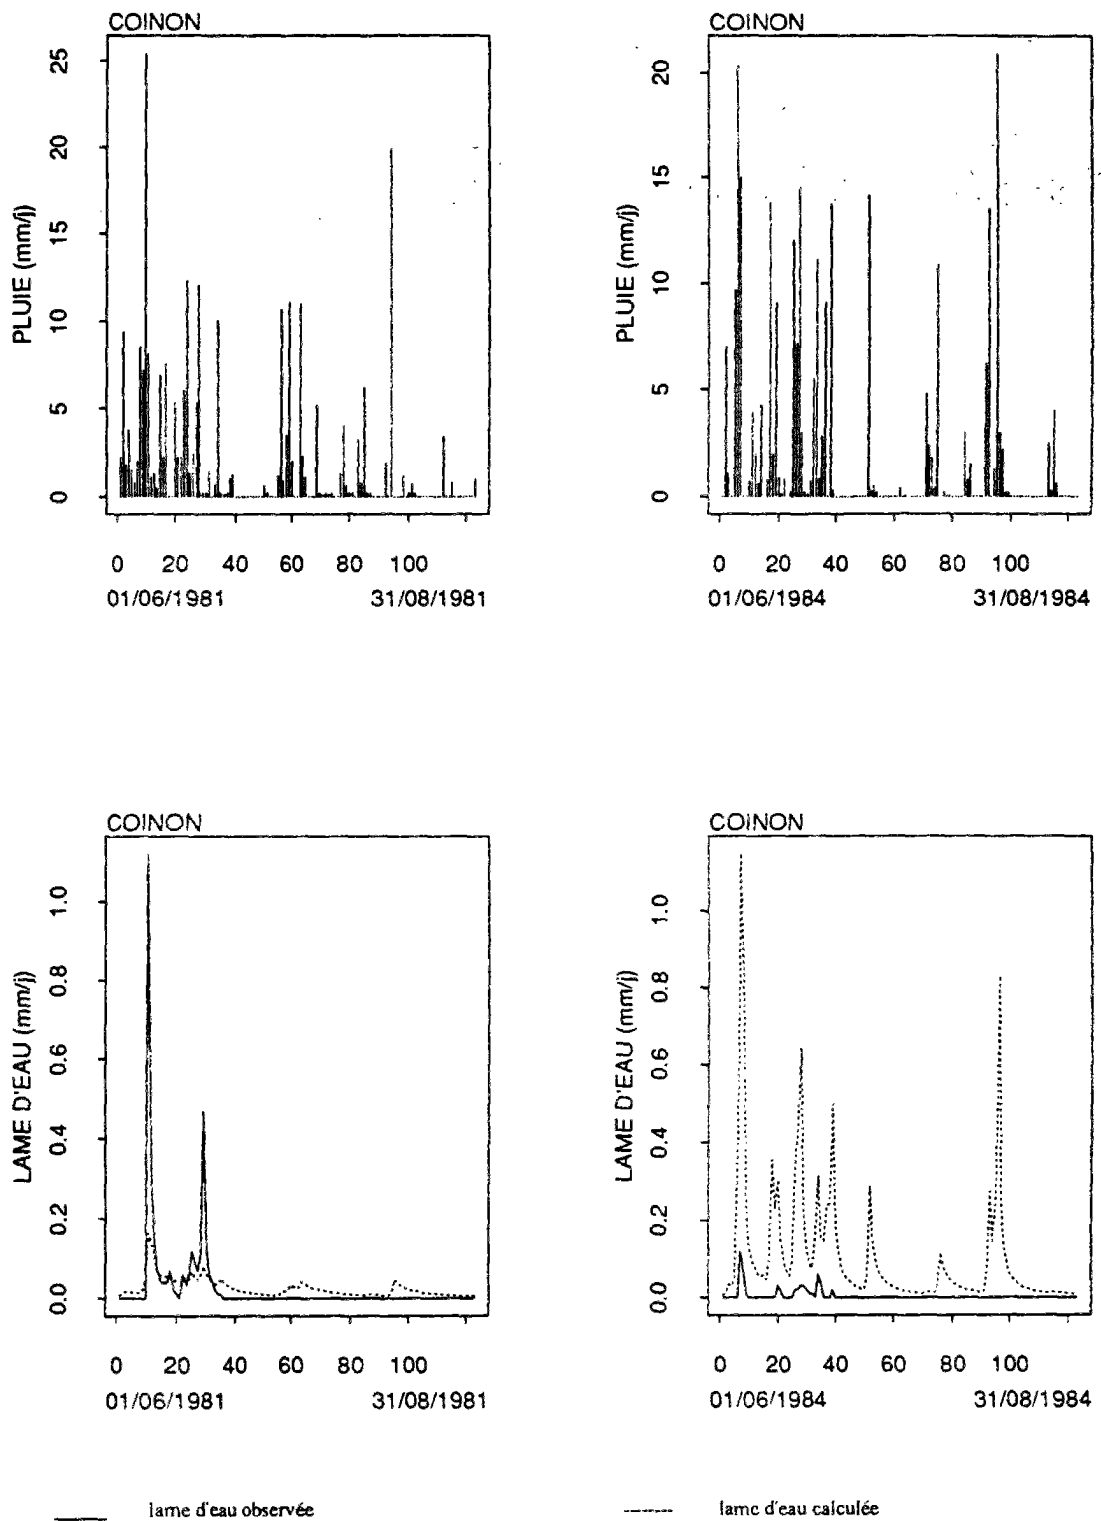 COINON
PLUIE (mm/j)
25
20
15
10
5
0
0 20 40 60 80 100
01/06/1981 31/08/1981
COINON
PLUIE (mm/j)
20
15
10
5
0
0 20 40 60 80 100
01/06/1984 31/08/1984
COINON
LAME D'EAU (mm/j)
1.0
0.8
0.6
0.4
0.2
0.0
0 20 40 60 80 100
01/06/1981 31/08/1981
COINON
LAME D'EAU (mm/j)
1.0
0.8
0.6
0.4
0.2
0.0
0 20 40 60 80 100
01/06/1984 31/08/1984
lame d'eau observée
lame d'eau calculée